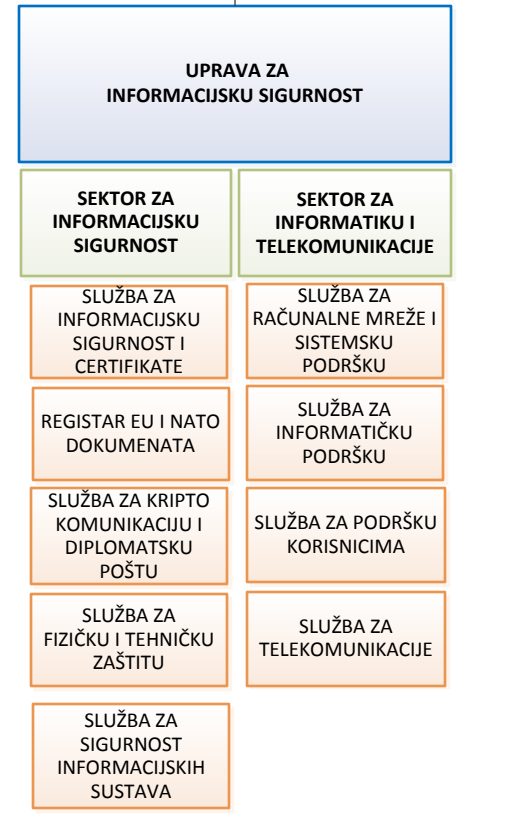 UPRAVA ZA
INFORMACIJSKU SIGURNOST
SEKTOR ZA
INFORMACIJSKU
SIGURNOST
SEKTOR ZA
INFORMATIKU I
TELEKOMUNIKACIJE
SLUŽBA ZA
INFORMACIJSKU
SIGURNOST I
CERTIFIKATE
REGISTAR EU I NATO
DOKUMENATA
SLUŽBA ZA KRIPTO
KOMUNIKACIJU I
DIPLOMATSKU
POŠTU
SLUŽBA ZA
FIZIČKU I TEHNIČKU
ZAŠTITU
SLUŽBA ZA
SIGURNOST
INFORMACIJSKIH
SUSTAVA
SLUŽBA ZA
RAČUNALNE MREŽE I
SISTEMSKU
PODRŠKU
SLUŽBA ZA
INFORMATIČKU
PODRŠKU
SLUŽBA ZA PODRŠKU
KORISNICIMA
SLUŽBA ZA
TELEKOMUNIKACIJE